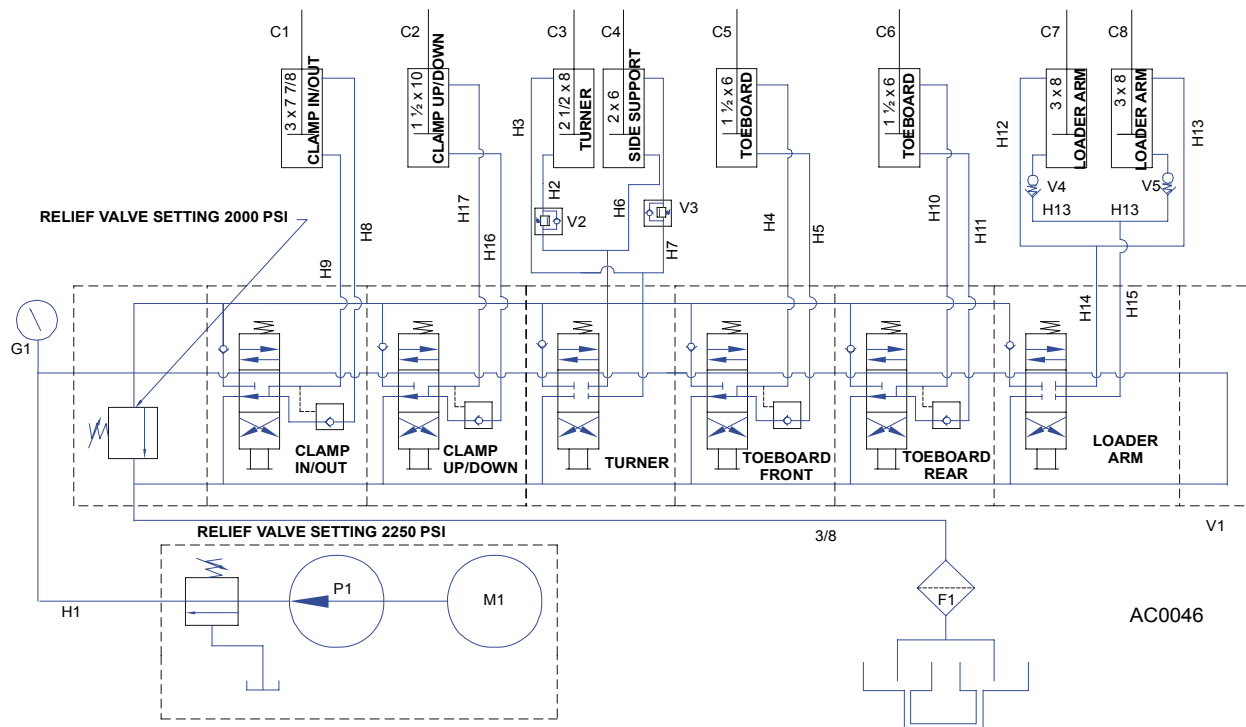 C1
C2
C3
C4
C5
C6
C7
C8
3 x 7 7/8
CLAMP IN/OUT
1 ½ x 10
CLAMP UP/DOWN
2 1/2 x 8
TURNER
2 x 6
SIDE SUPPORT
1 ½ x 6
TOEBOARD
1 ½ x 6
TOEBOARD
3 x 8
LOADER ARM
3 x 8
LOADER ARM
H3
H12
H13
H2
H6
V2
V3
H7
V4
V5
H13
H13
RELIEF VALVE SETTING 2000 PSI
H9
H8
H17
H16
H4
H5
H10
H11
H14
H15
G1
CLAMP
IN/OUT
CLAMP
UP/DOWN
TURNER
TOEBOARD
FRONT
TOEBOARD
REAR
LOADER
ARM
RELIEF VALVE SETTING 2250 PSI
3/8
V1
H1
P1
M1
F1
AC0046